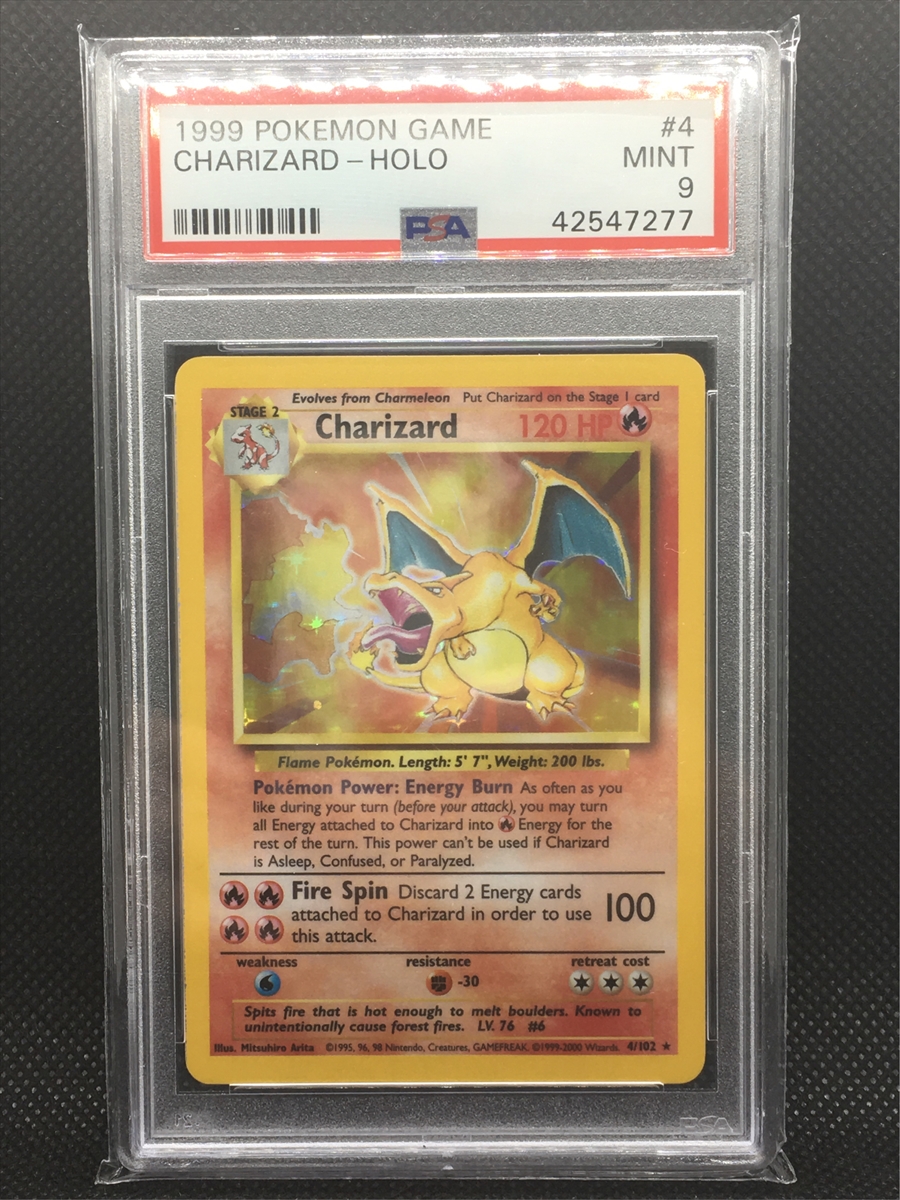 1999 POKEMON GAME #4
CHARIZARD – HOLO MINT
9
PSA 42547277
Evolves from Charmeleon Put Charizard on the Stage 1 card
STAGE 2
Charizard 120 HP
Flame Pokémon. Length: 5' 7", Weight: 200 lbs.
Pokémon Power: Energy Burn As often as you
like during your turn (before your attack), you may turn
all Energy attached to Charizard into Energy for the
rest of the turn. This power can't be used if Charizard
is Asleep, Confused, or Paralyzed.
Fire Spin Discard 2 Energy cards
attached to Charizard in order to use 100
this attack.
weakness resistance retreat cost
-30
Spits fire that is hot enough to melt boulders. Known to
unintentionally cause forest fires. LV. 76 #6
Illus. Mitsuhiro Arita ©1995, 96, 98 Nintendo, Creatures, GAMEFREAK. ©1999-2000 Wizards. 4/102 ★
PSA